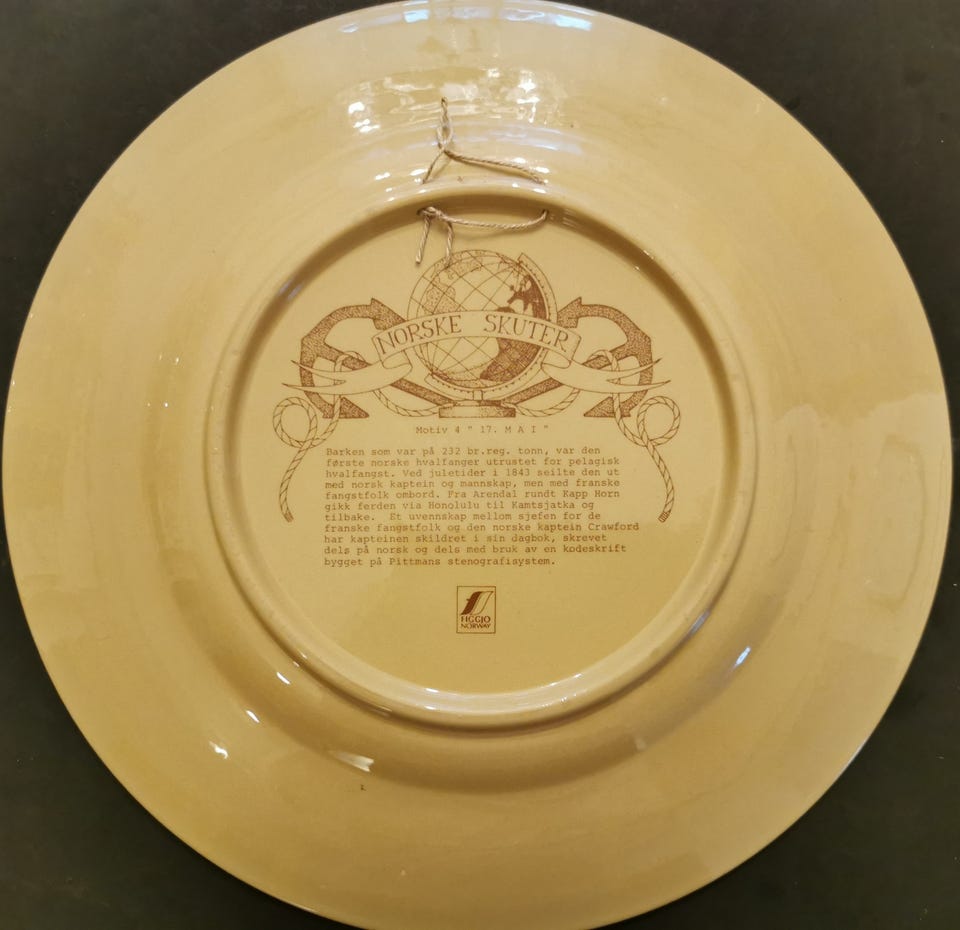 NORSKE SKUTER
Motiv 4 " 17. M A I "
Barken som var på 232 br.reg. tonn, var den
første norske hvalfanger utrustet for pelagisk
hvalfangst. Ved juletider i 1843 seilte den ut
med norsk kaptein og mannskap, men med franske
fangstfolk ombord. Fra Arendal rundt Kapp Horn
gikk ferden via Honolulu til Kamtsjatka og
tilbake. Et uvennskap mellom sjefen for de
franske fangstfolk og den norske kaptein Crawford
har kapteinen skildret i sin dagbok, skrevet
dels på norsk og dels med bruk av en kodeskrift
bygget på Pittmans stenografisystem.
FIGGJO
NORWAY